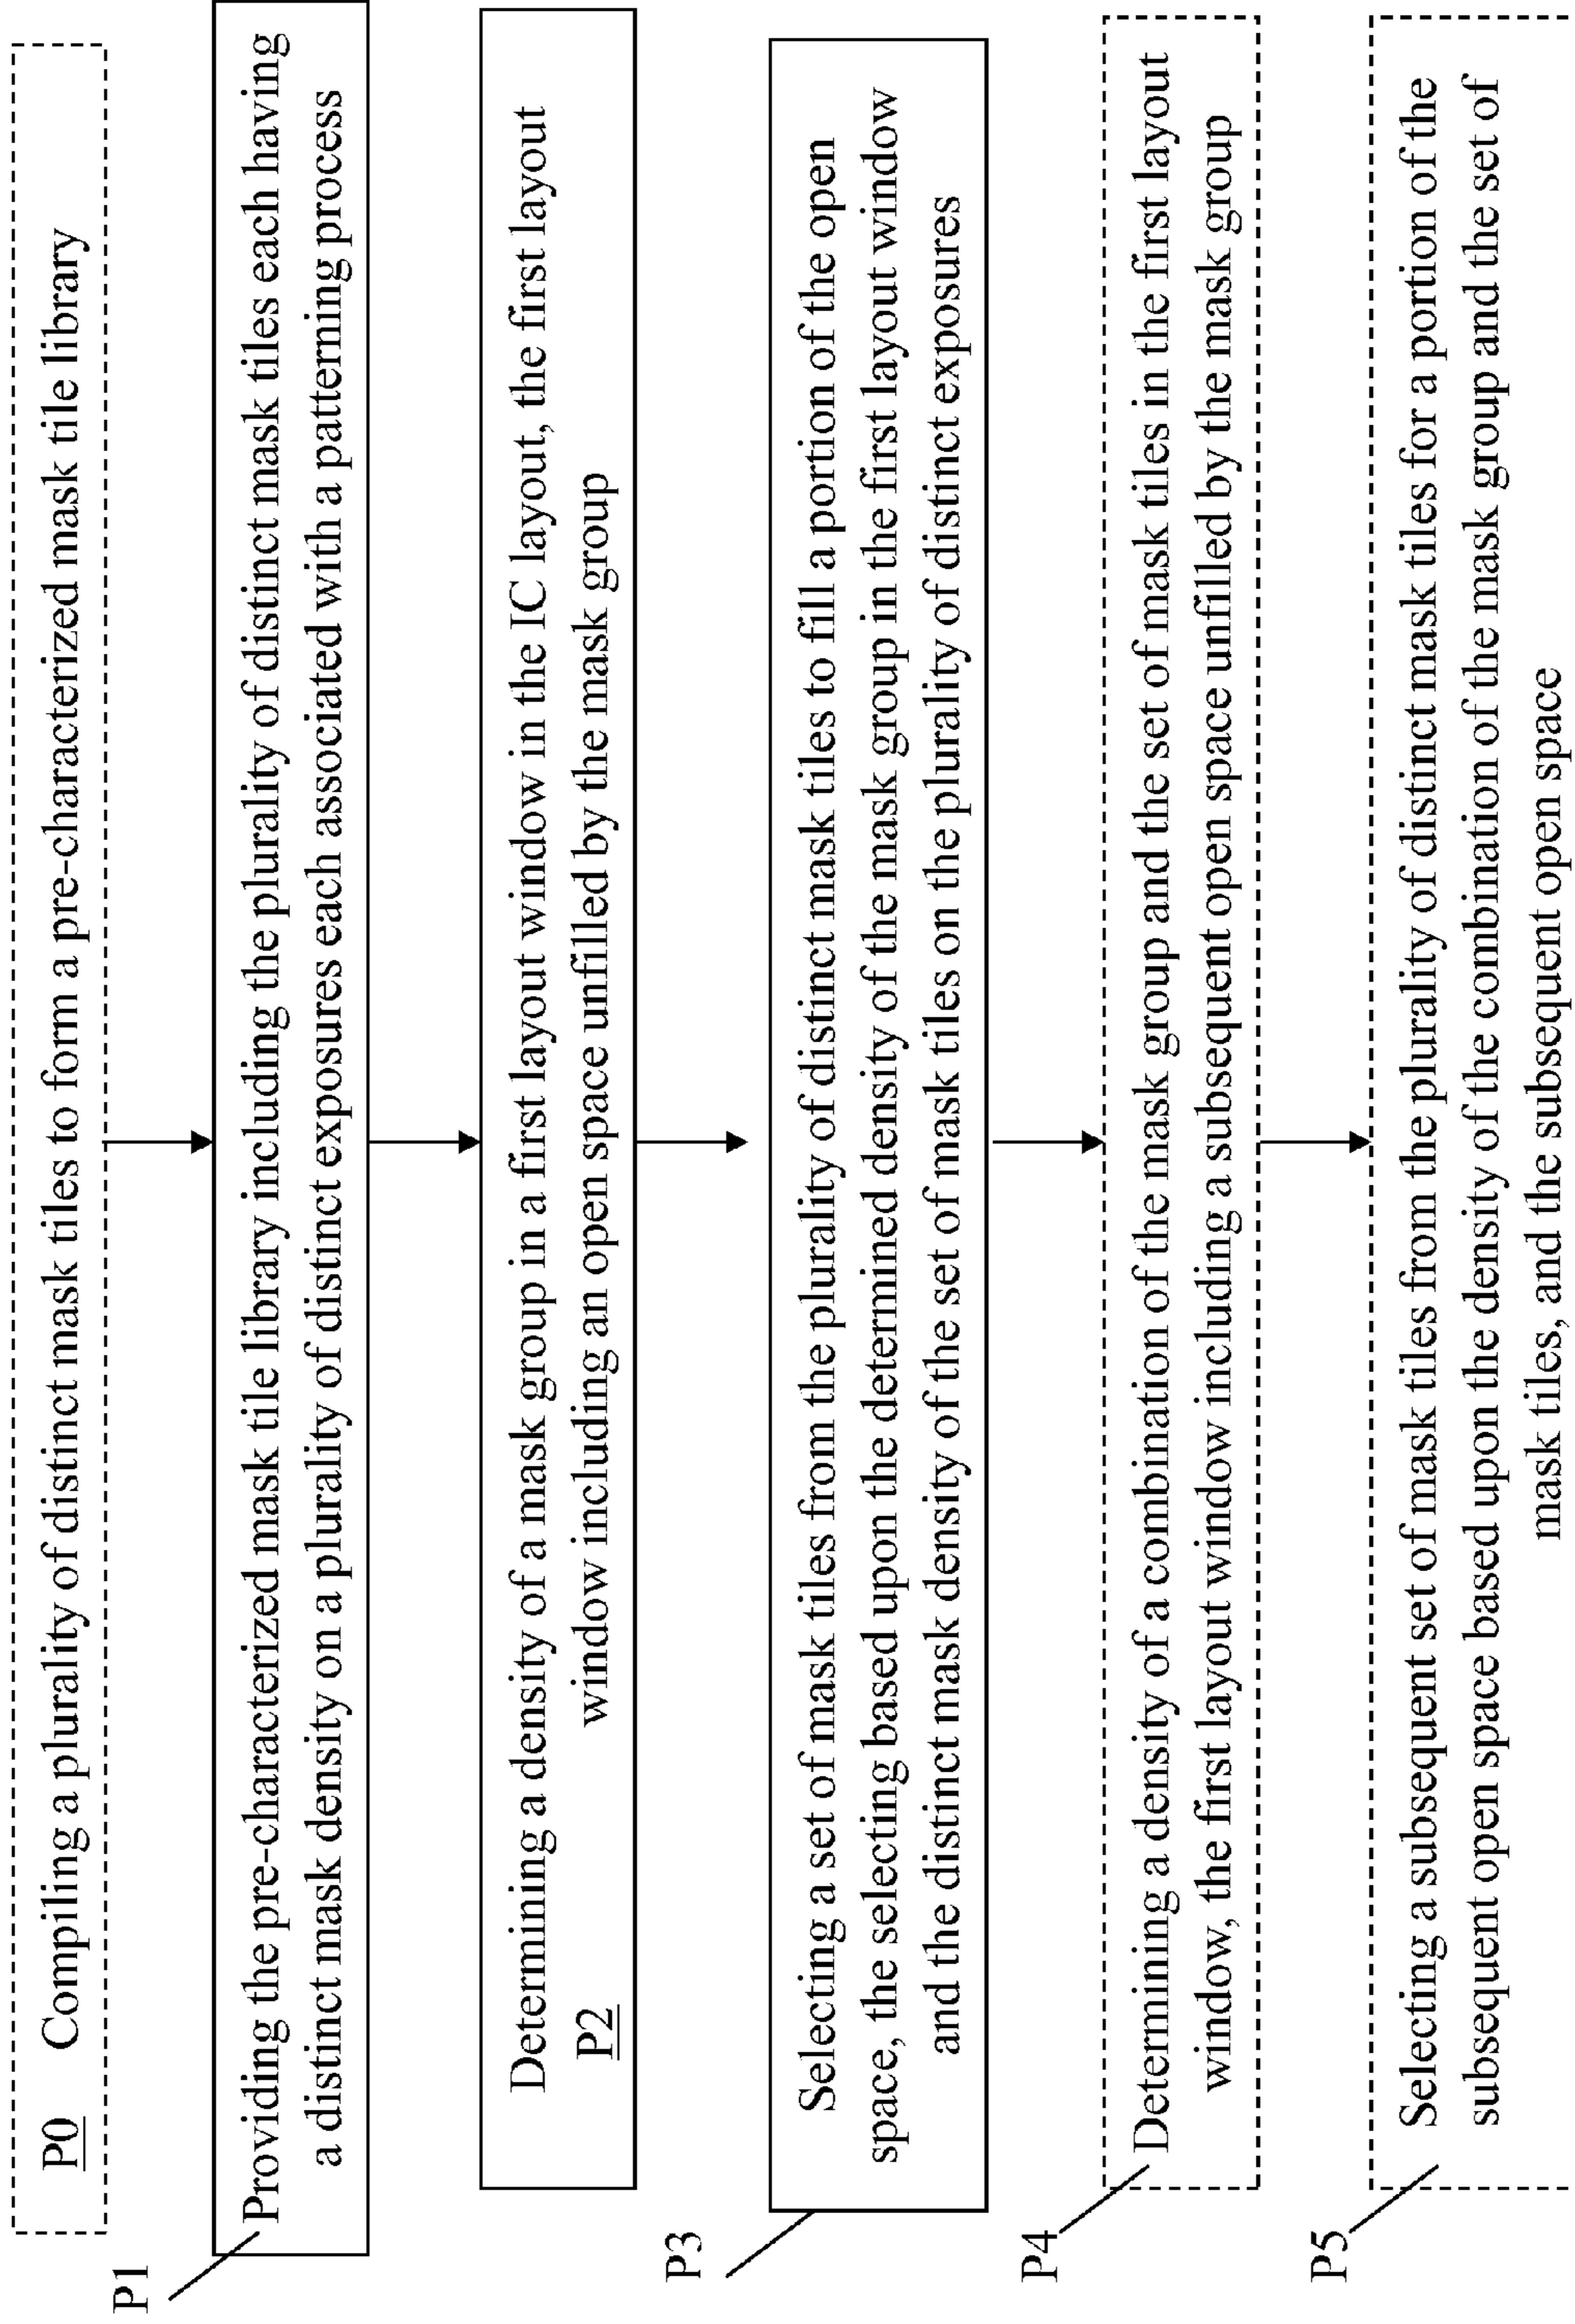 P0 Compiling a plurality of distinct mask tiles to form a pre-characterized mask tile library
P1
Providing the pre-characterized mask tile library including the plurality of distinct mask tiles each having
a distinct mask density on a plurality of distinct exposures each associated with a patterning process
Determining a density of a mask group in a first layout window in the IC layout, the first layout
P2 window including an open space unfilled by the mask group
P3
Selecting a set of mask tiles from the plurality of distinct mask tiles to fill a portion of the open
space, the selecting based upon the determined density of the mask group in the first layout window
and the distinct mask density of the set of mask tiles on the plurality of distinct exposures
P4
Determining a density of a combination of the mask group and the set of mask tiles in the first layout
window, the first layout window including a subsequent open space unfilled by the mask group
P5
Selecting a subsequent set of mask tiles from the plurality of distinct mask tiles for a portion of the
subsequent open space based upon the density of the combination of the mask group and the set of
mask tiles, and the subsequent open space